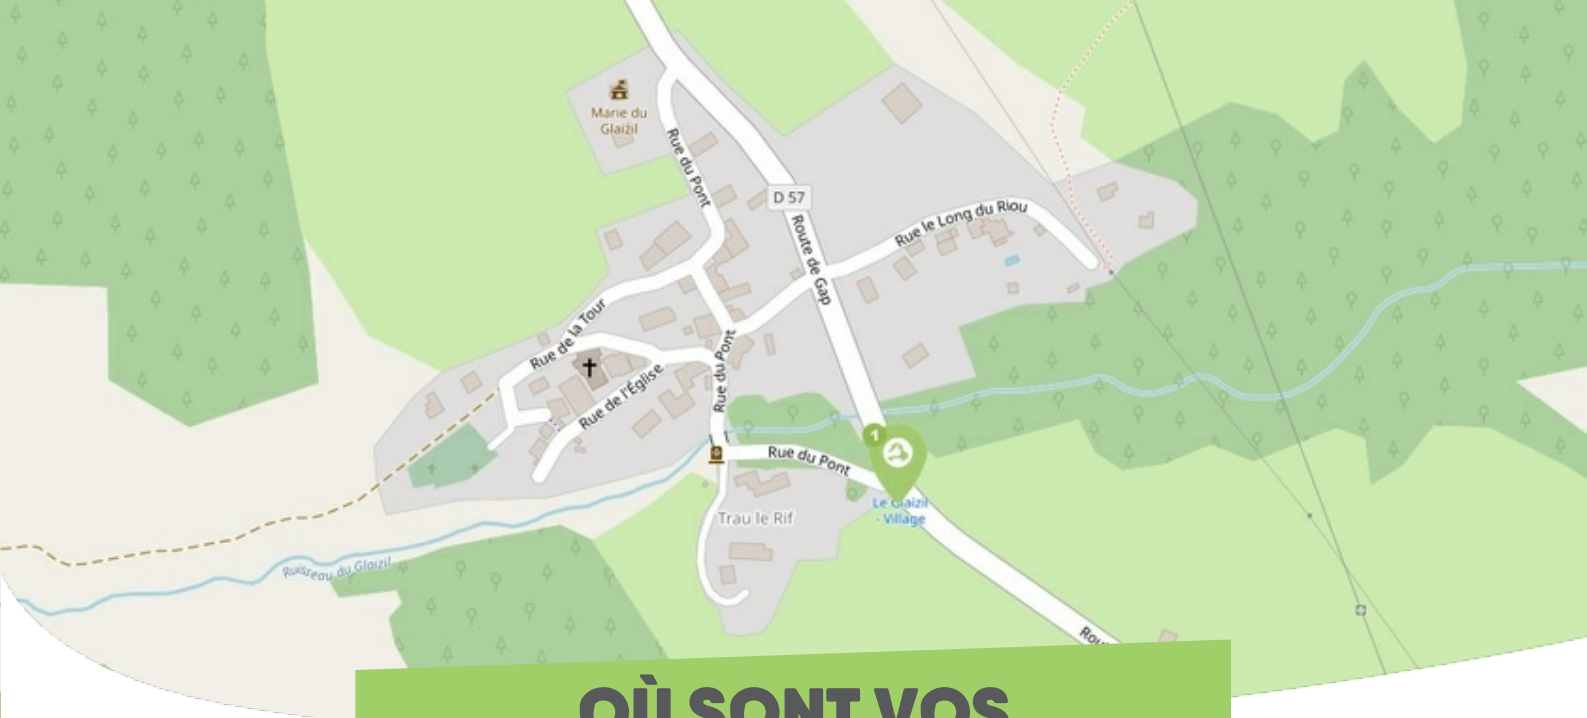 Marie du
Glaizil
Rue du Pont
D 57
Route de Gap
Rue le Long du Riou
Rue de la Tour
Rue du Pont
Rue de l'Église
1
Rue du Pont
Le Glaizil
- Village
Trau le Rif
Ruisseau du Glaizil
Rou
OÙ SONT VOS